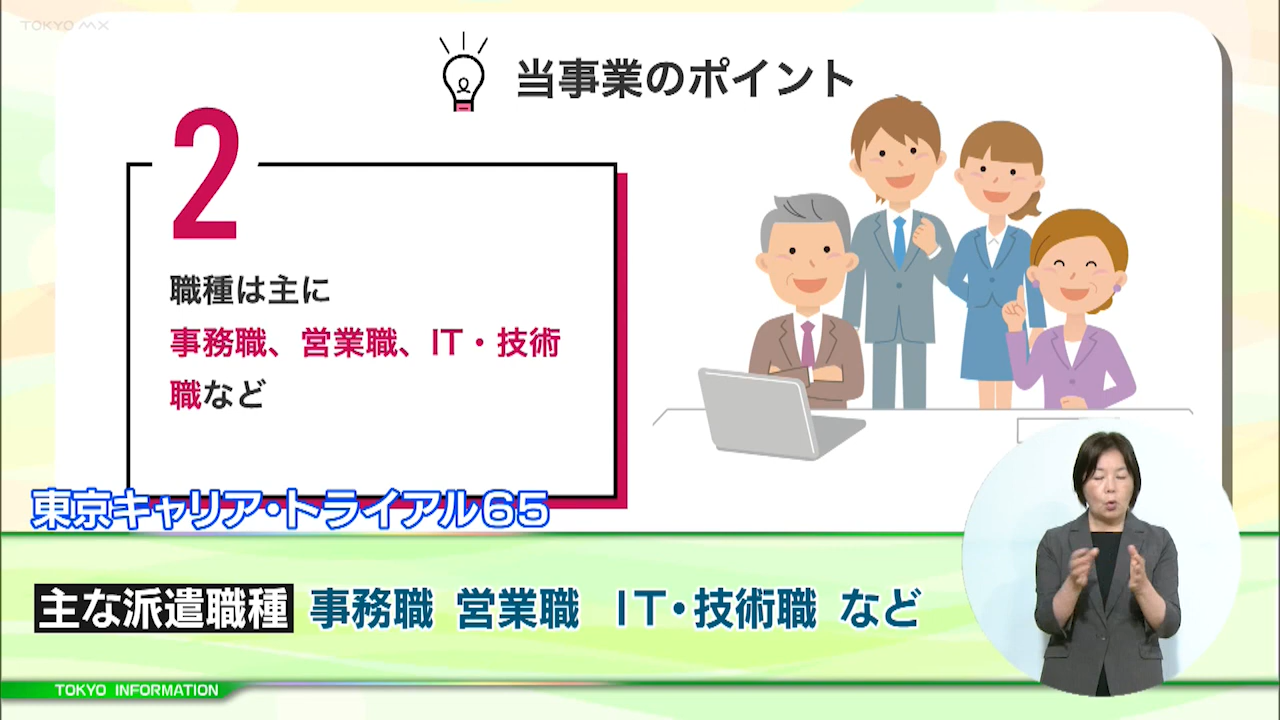 TOKYO MX
当事業のポイント
2
職種は主に
事務職、営業職、IT・技術
職など
東京キャリア・トライアル65
主な派遣職種 事務職 営業職 IT・技術職 など
TOKYO INFORMATION